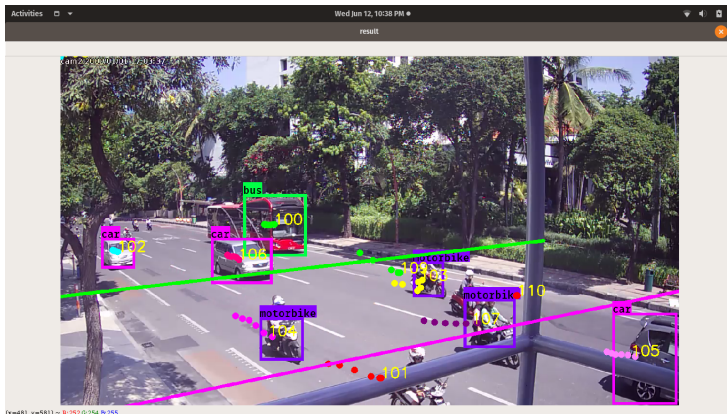 Activities
Wed Jun 12, 10:38 PM
result
bus
100
car
102
car
106
motorbike
103
motorbike
110
107
motorbike
104
car
105
101